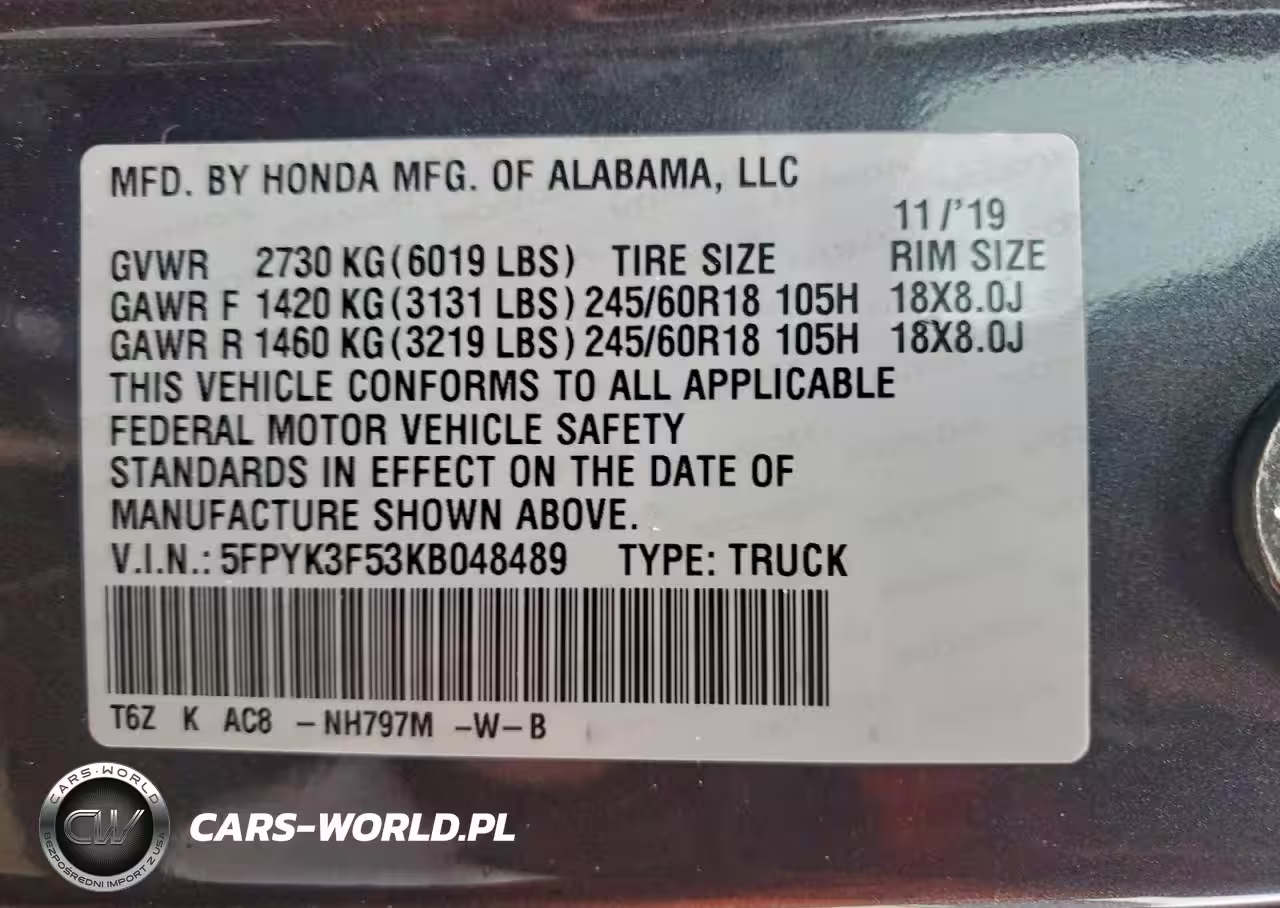 MFD. BY HONDA MFG. OF ALABAMA, LLC
11/'19
GVWR 2730 KG(6019 LBS) TIRE SIZE RIM SIZE
GAWR F 1420 KG(3131 LBS) 245/60R18 105H 18X8.0J
GAWR R 1460 KG(3219 LBS) 245/60R18 105H 18X8.0J
THIS VEHICLE CONFORMS TO ALL APPLICABLE
FEDERAL MOTOR VEHICLE SAFETY
STANDARDS IN EFFECT ON THE DATE OF
MANUFACTURE SHOWN ABOVE.
V.I.N.: 5FPYK3F53KB048489 TYPE: TRUCK
T6Z K AC8 -NH797M -W-B
CARS-WORLD
CW
BEZPOŚREDNI IMPORT Z USA
CARS-WORLD.PL